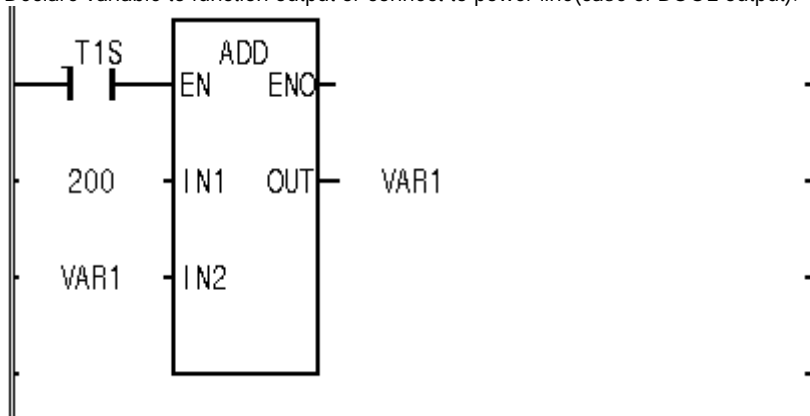 Declare variable to function output or connect to power line(case of BOOL output).
T1S
ADD
EN ENO
200 IN1 OUT VAR1
VAR1 IN2